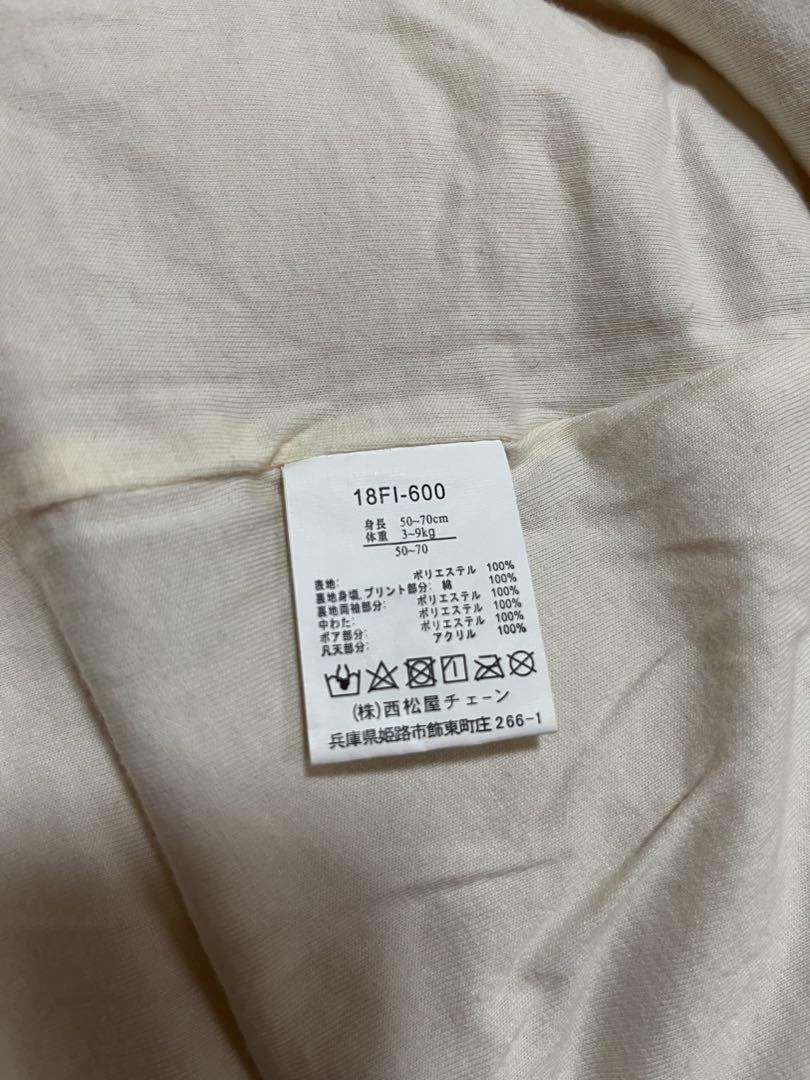 18FI-600
身長 50~70cm
体重 3~9kg
50~70
表地: ポリエステル 100%
裏地身頃,プリント部分: 綿 100%
裏地両袖部分: ポリエステル 100%
中わた: ポリエステル 100%
ボア部分: ポリエステル 100%
凡天部分: アクリル 100%
(株)西松屋チェーン
兵庫県姫路市飾東町庄266-1